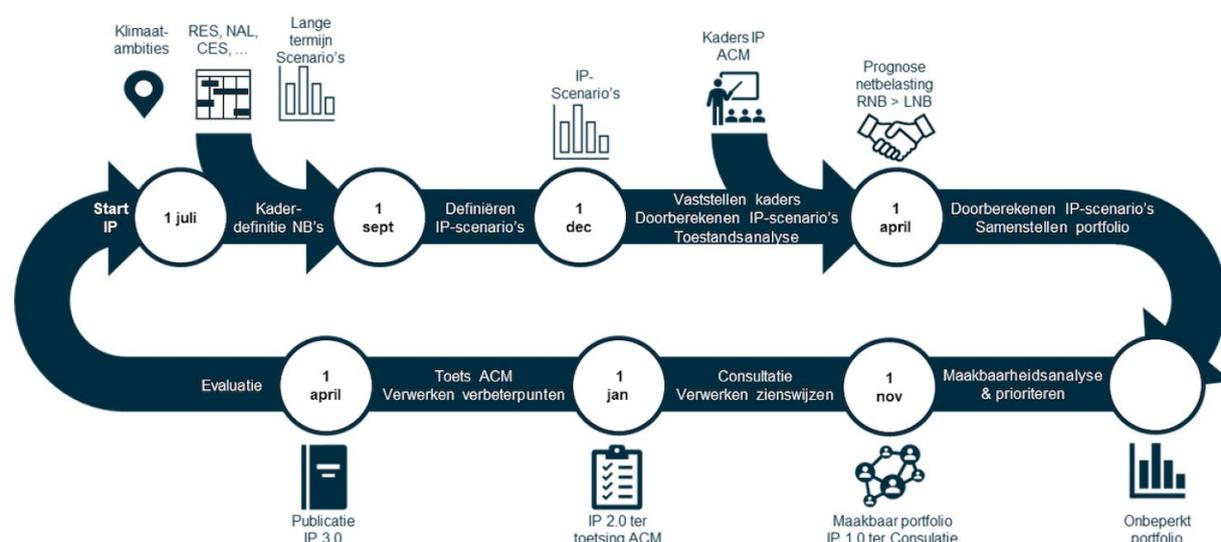 Klimaat-
ambities
RES, NAL,
CES, ...
Lange
termijn
Scenario's
IP-
Scenario's
Kaders IP
ACM
Prognose
netbelasting
RNB > LNB
Start
IP
1 juli
Kader-
definitie NB's
1
sept
Definiëren
IP-scenario's
1
dec
Vaststellen kaders
Doorberekenen IP-scenario's
Toestandsanalyse
1
april
Doorberekenen IP-scenario's
Samenstellen portfolio
Evaluatie
1
april
Toets ACM
Verwerken verbeterpunten
1
jan
Consultatie
Verwerken zienswijzen
1
nov
Maakbaarheidsanalyse
& prioriteren
Publicatie
IP 3.0
IP 2.0 ter
toetsing ACM
Maakbaar portfolio
IP 1.0 ter Consulatie
Onbeperkt
portfolio